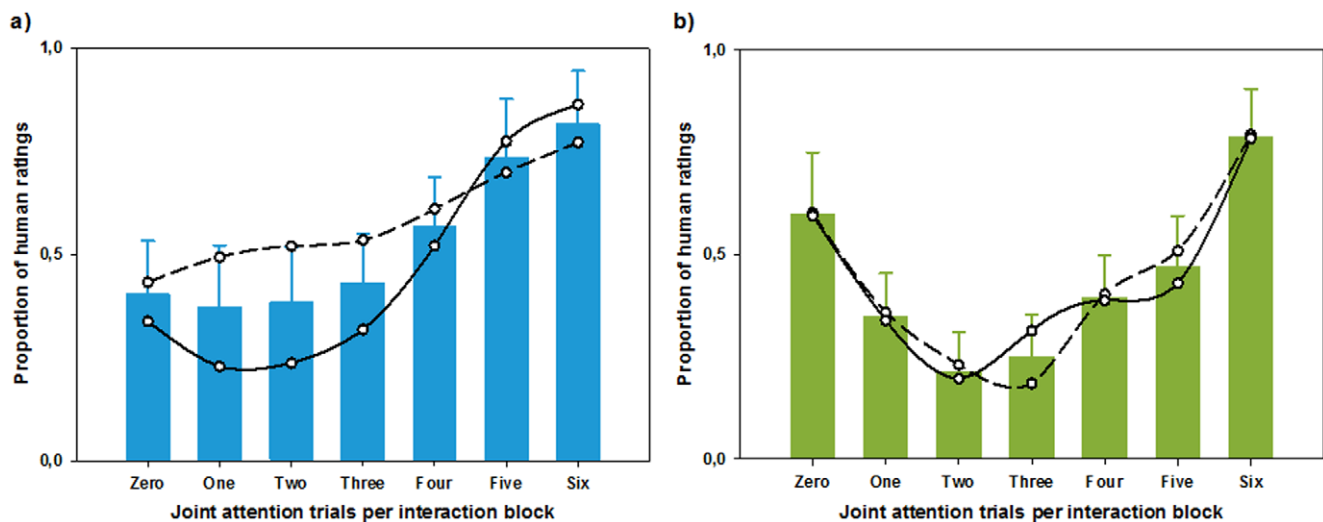 a)
1,0
0,5
0,0
Proportion of human ratings
Zero One Two Three Four Five Six
Joint attention trials per interaction block
b)
1,0
0,5
0,0
Proportion of human ratings
Zero One Two Three Four Five Six
Joint attention trials per interaction block